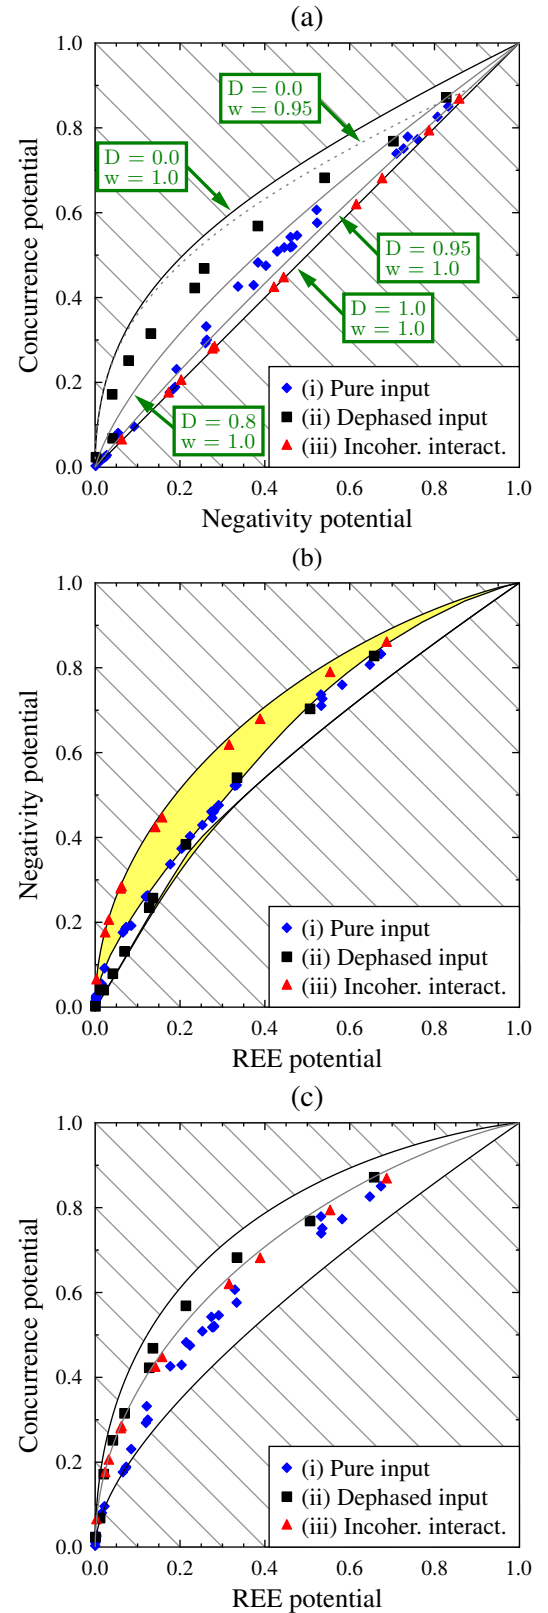 (a)
1.0
0.8
0.6
0.4
0.2
0.0
Concurrence potential
D = 0.0
w = 0.95
D = 0.0
w = 1.0
D = 0.95
w = 1.0
D = 1.0
w = 1.0
D = 0.8
w = 1.0
(i) Pure input
(ii) Dephased input
(iii) Incoher. interact.
0.0 0.2 0.4 0.6 0.8 1.0
Negativity potential
(b)
1.0
0.8
0.6
0.4
0.2
0.0
Negativity potential
(i) Pure input
(ii) Dephased input
(iii) Incoher. interact.
0.0 0.2 0.4 0.6 0.8 1.0
REE potential
(c)
1.0
0.8
0.6
0.4
0.2
0.0
Concurrence potential
(i) Pure input
(ii) Dephased input
(iii) Incoher. interact.
0.0 0.2 0.4 0.6 0.8 1.0
REE potential